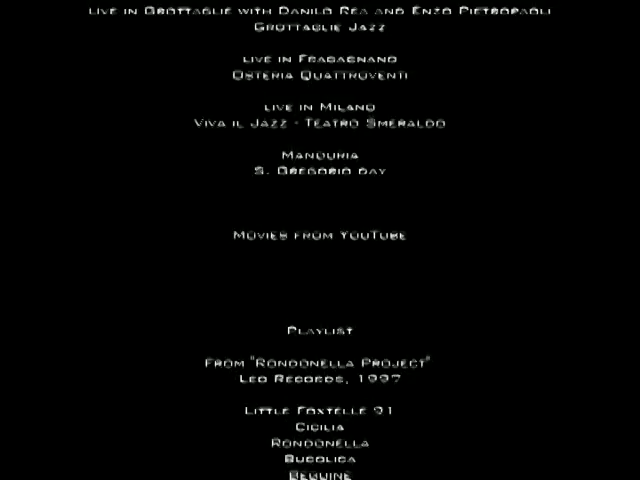 LIVE IN GROTTAGLIE WITH DANILO REA AND ENZO PIETROPAOLI
GROTTAGLIE JAZZ
LIVE IN FRAGAGNANO
OSTERIA QUATTROVENTI
LIVE IN MILANO
VIVA IL JAZZ - TEATRO SMERALDO
MANDURIA
S. GREGORIO DAY
MOVIES FROM YOUTUBE
PLAYLIST
FROM "RONDONELLA PROJECT"
LEO RECORDS, 1997
LITTLE FOXTELLE 91
CICILIA
RONDONELLA
BUCOLICA
BEGUINE